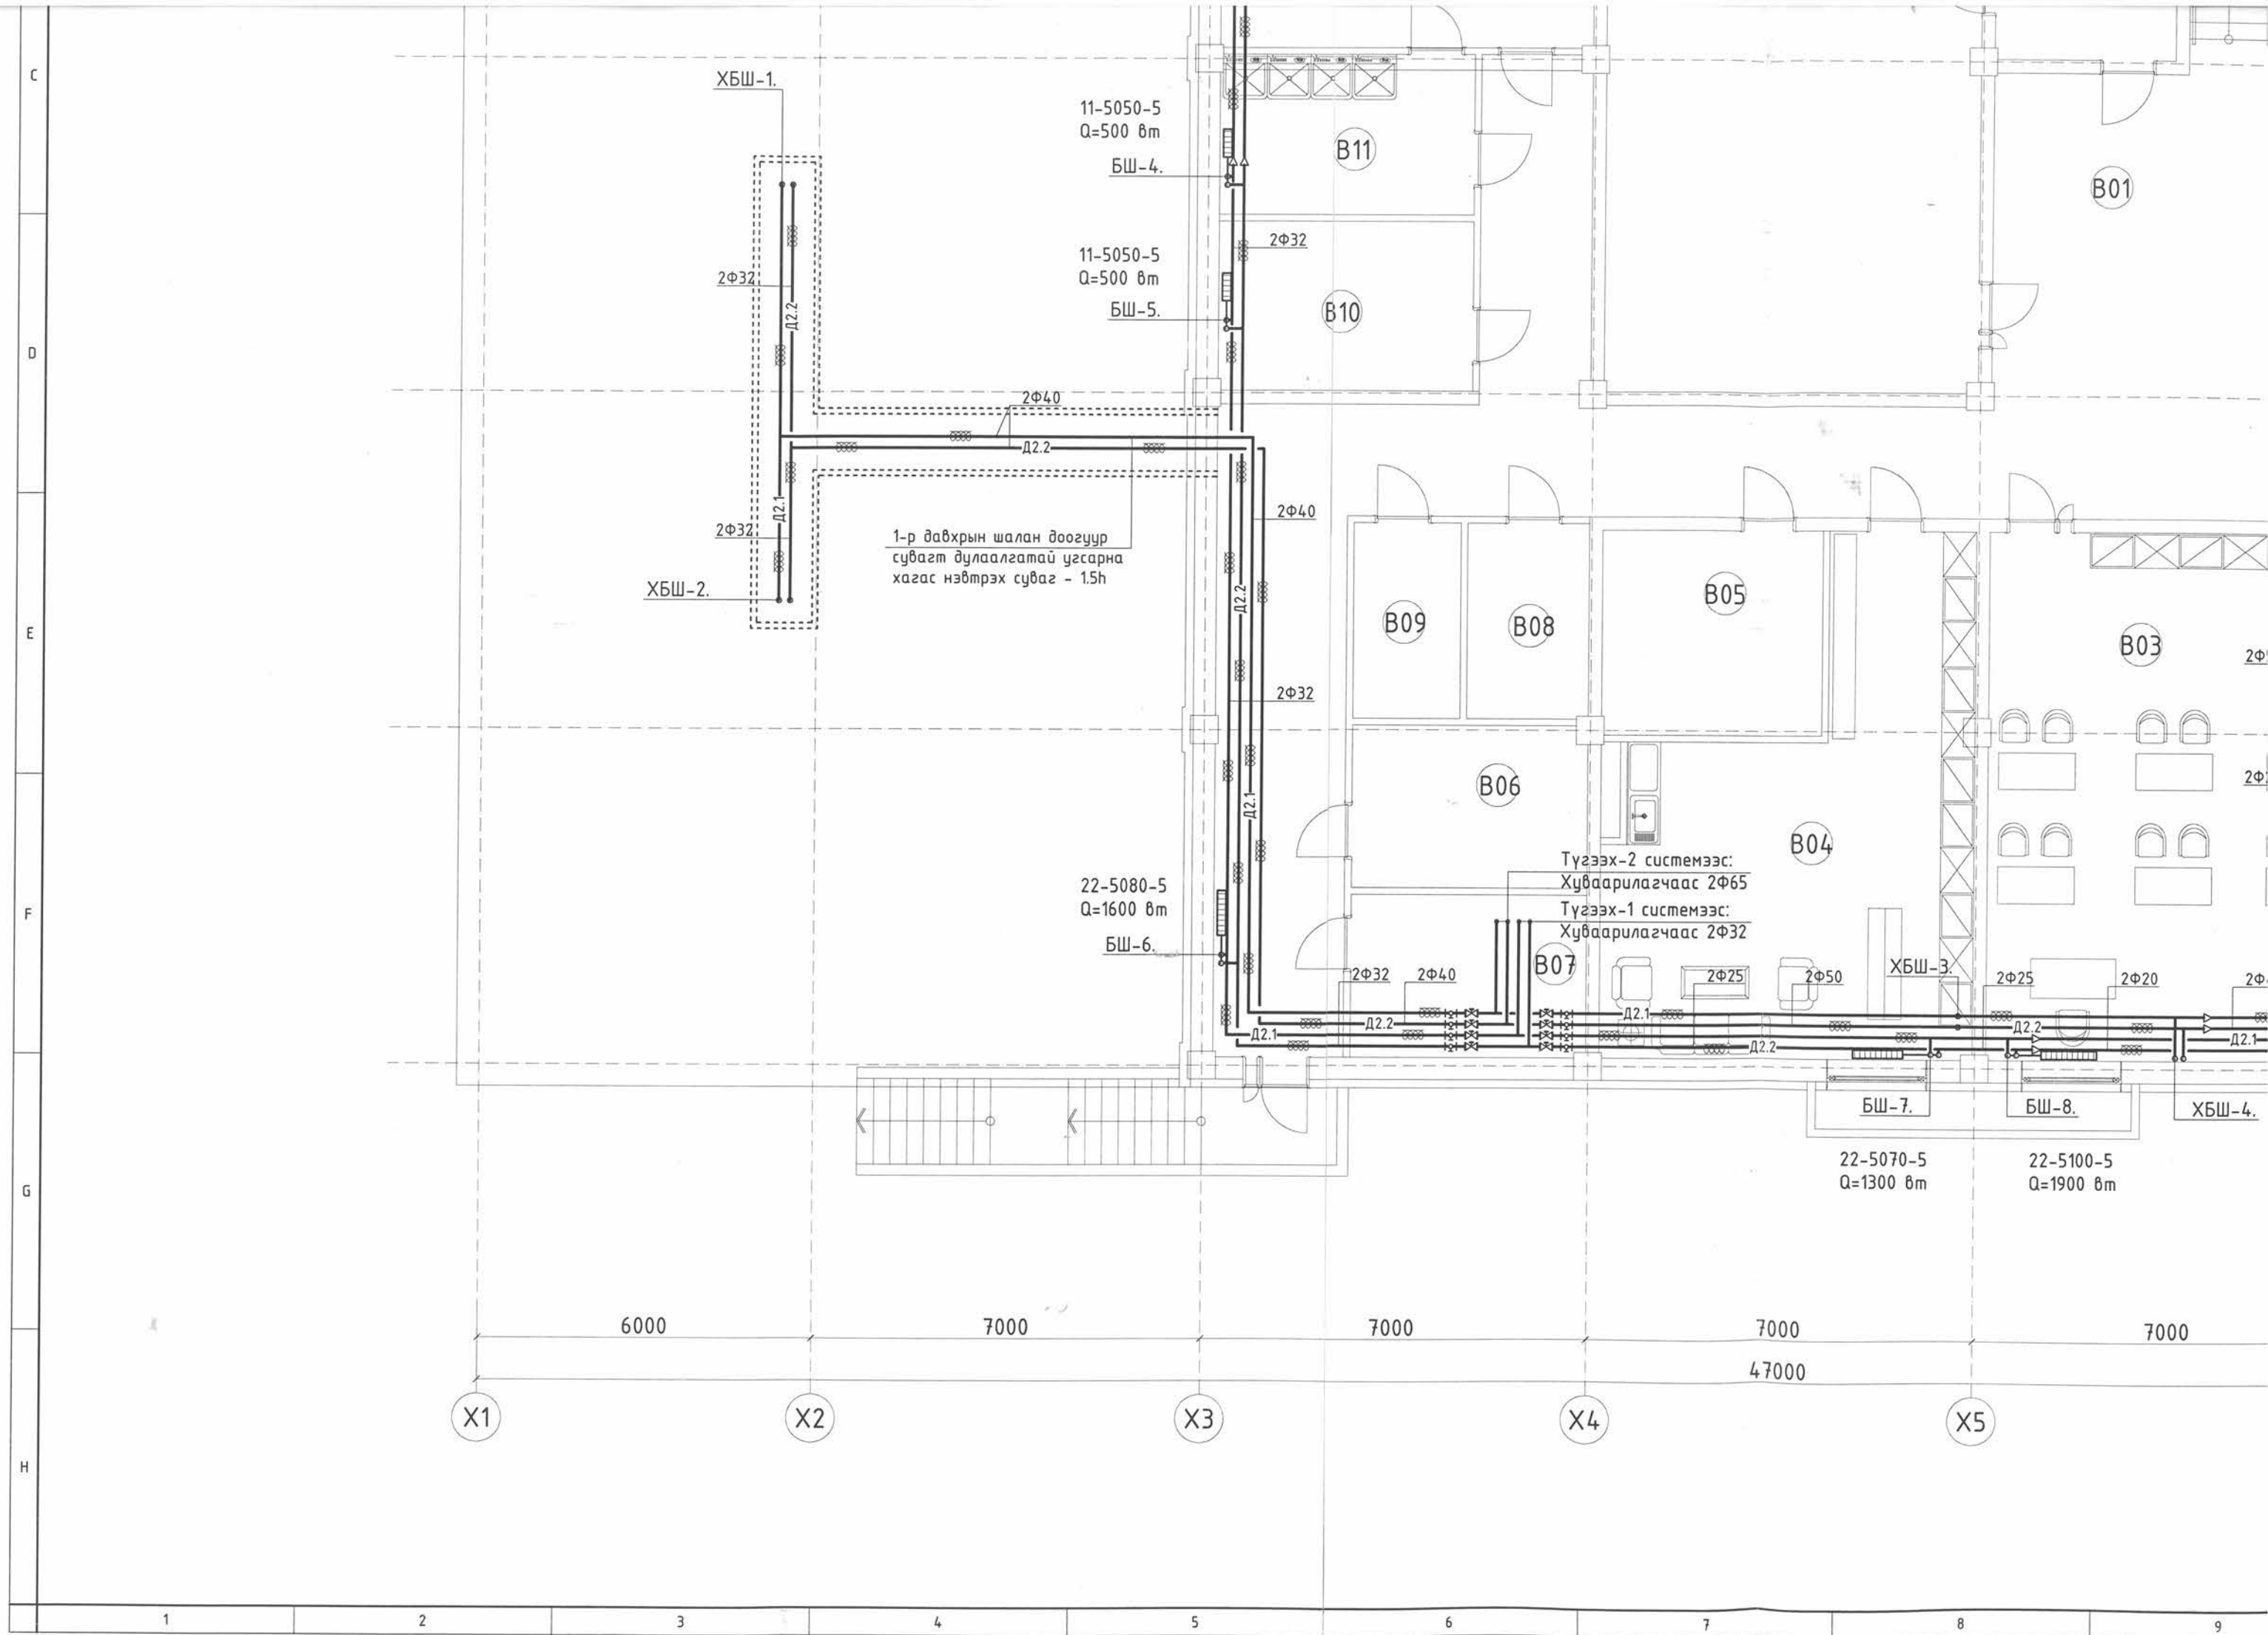 C
D
E
F
G
H
ХБШ-1.
11-5050-5
Q=500 вт
БШ-4.
B11
B01
2Ф32
11-5050-5
Q=500 вт
БШ-5.
B10
2Ф32
Д2.2
2Ф40
Д2.2
2Ф32
Д2.1
1-р давхрын шалан доогуур
сувагт дулаалгатай угсарна
хагас нэвтрэх суваг - 1.5h
ХБШ-2.
2Ф40
Д2.2
2Ф32
Д2.1
B09
B08
B05
B03
B06
B04
22-5080-5
Q=1600 вт
БШ-6.
Түгээх-2 системээс:
Хуваарилагчаас 2Ф65
Түгээх-1 системээс:
Хуваарилагчаас 2Ф32
B07
2Ф32
2Ф40
2Ф25
2Ф50
ХБШ-3.
2Ф25
2Ф20
Д2.2
Д2.1
Д2.1
Д2.2
Д2.2
Д2.1
БШ-7.
БШ-8.
ХБШ-4.
22-5070-5
Q=1300 вт
22-5100-5
Q=1900 вт
6000
7000
7000
7000
7000
47000
X1
X2
X3
X4
X5
1
2
3
4
5
6
7
8
9